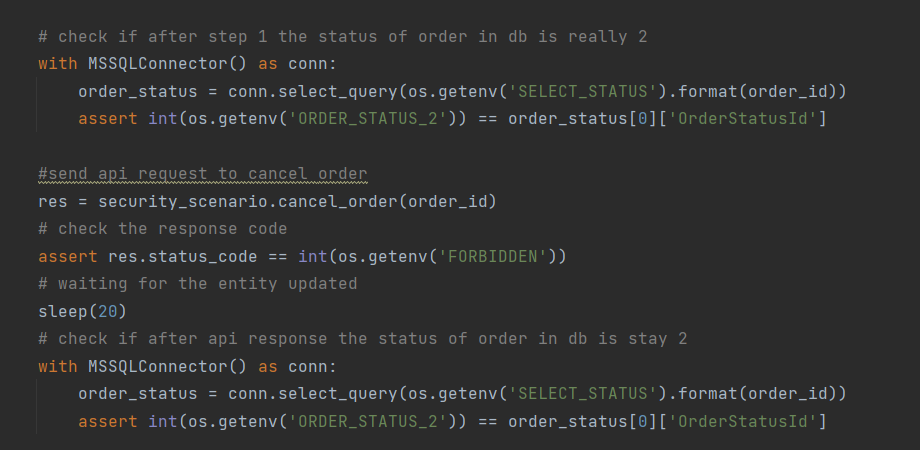 # check if after step 1 the status of order in db is really 2
with MSSQLConnector() as conn:
    order_status = conn.select_query(os.getenv('SELECT_STATUS').format(order_id))
    assert int(os.getenv('ORDER_STATUS_2')) == order_status[0]['OrderStatusId']
#send api request to cancel order
res = security_scenario.cancel_order(order_id)
# check the response code
assert res.status_code == int(os.getenv('FORBIDDEN'))
# waiting for the entity updated
sleep(20)
# check if after api response the status of order in db is stay 2
with MSSQLConnector() as conn:
    order_status = conn.select_query(os.getenv('SELECT_STATUS').format(order_id))
    assert int(os.getenv('ORDER_STATUS_2')) == order_status[0]['OrderStatusId']